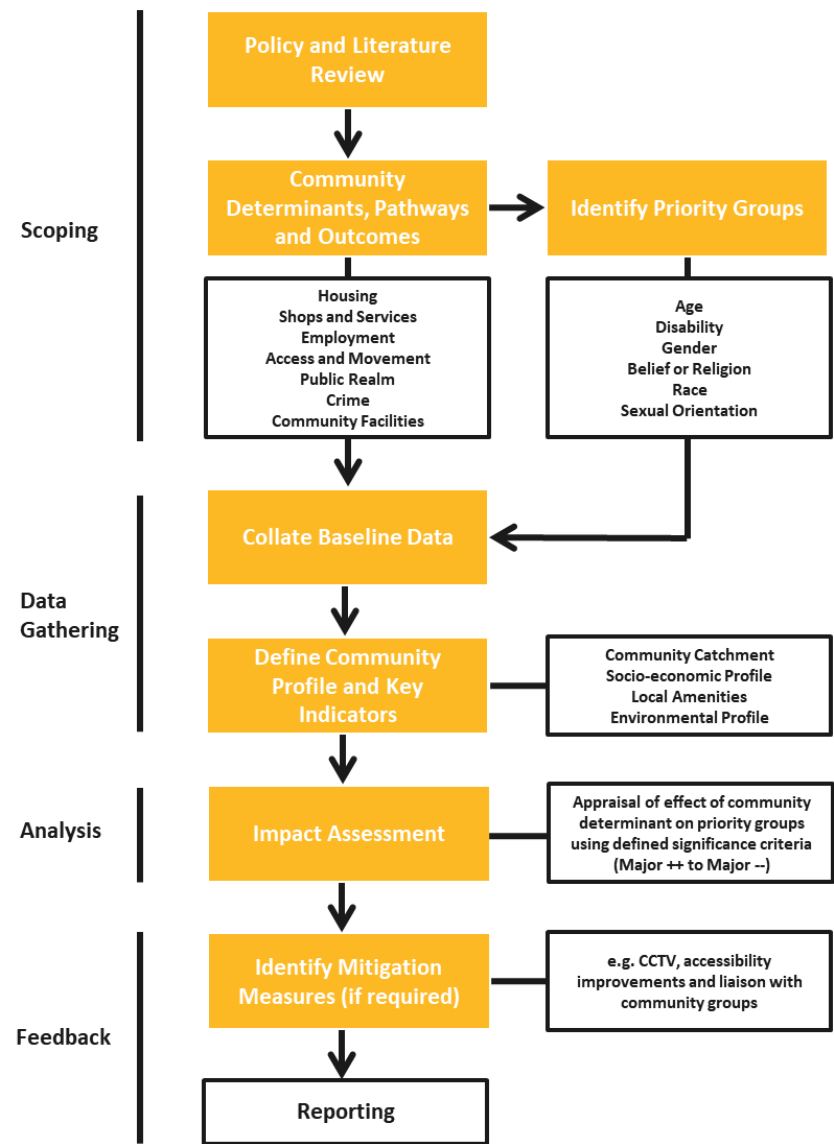 Scoping
Policy and Literature
Review
Community
Determinants, Pathways
and Outcomes
Identify Priority Groups
Housing
Shops and Services
Employment
Access and Movement
Public Realm
Crime
Community Facilities
Age
Disability
Gender
Belief or Religion
Race
Sexual Orientation
Data
Gathering
Collate Baseline Data
Define Community
Profile and Key
Indicators
Community Catchment
Socio-economic Profile
Local Amenities
Environmental Profile
Analysis
Impact Assessment
Appraisal of effect of community
determinant on priority groups
using defined significance criteria
(Major ++ to Major --)
Feedback
Identify Mitigation
Measures (if required)
e.g. CCTV, accessibility
improvements and liaison with
community groups
Reporting